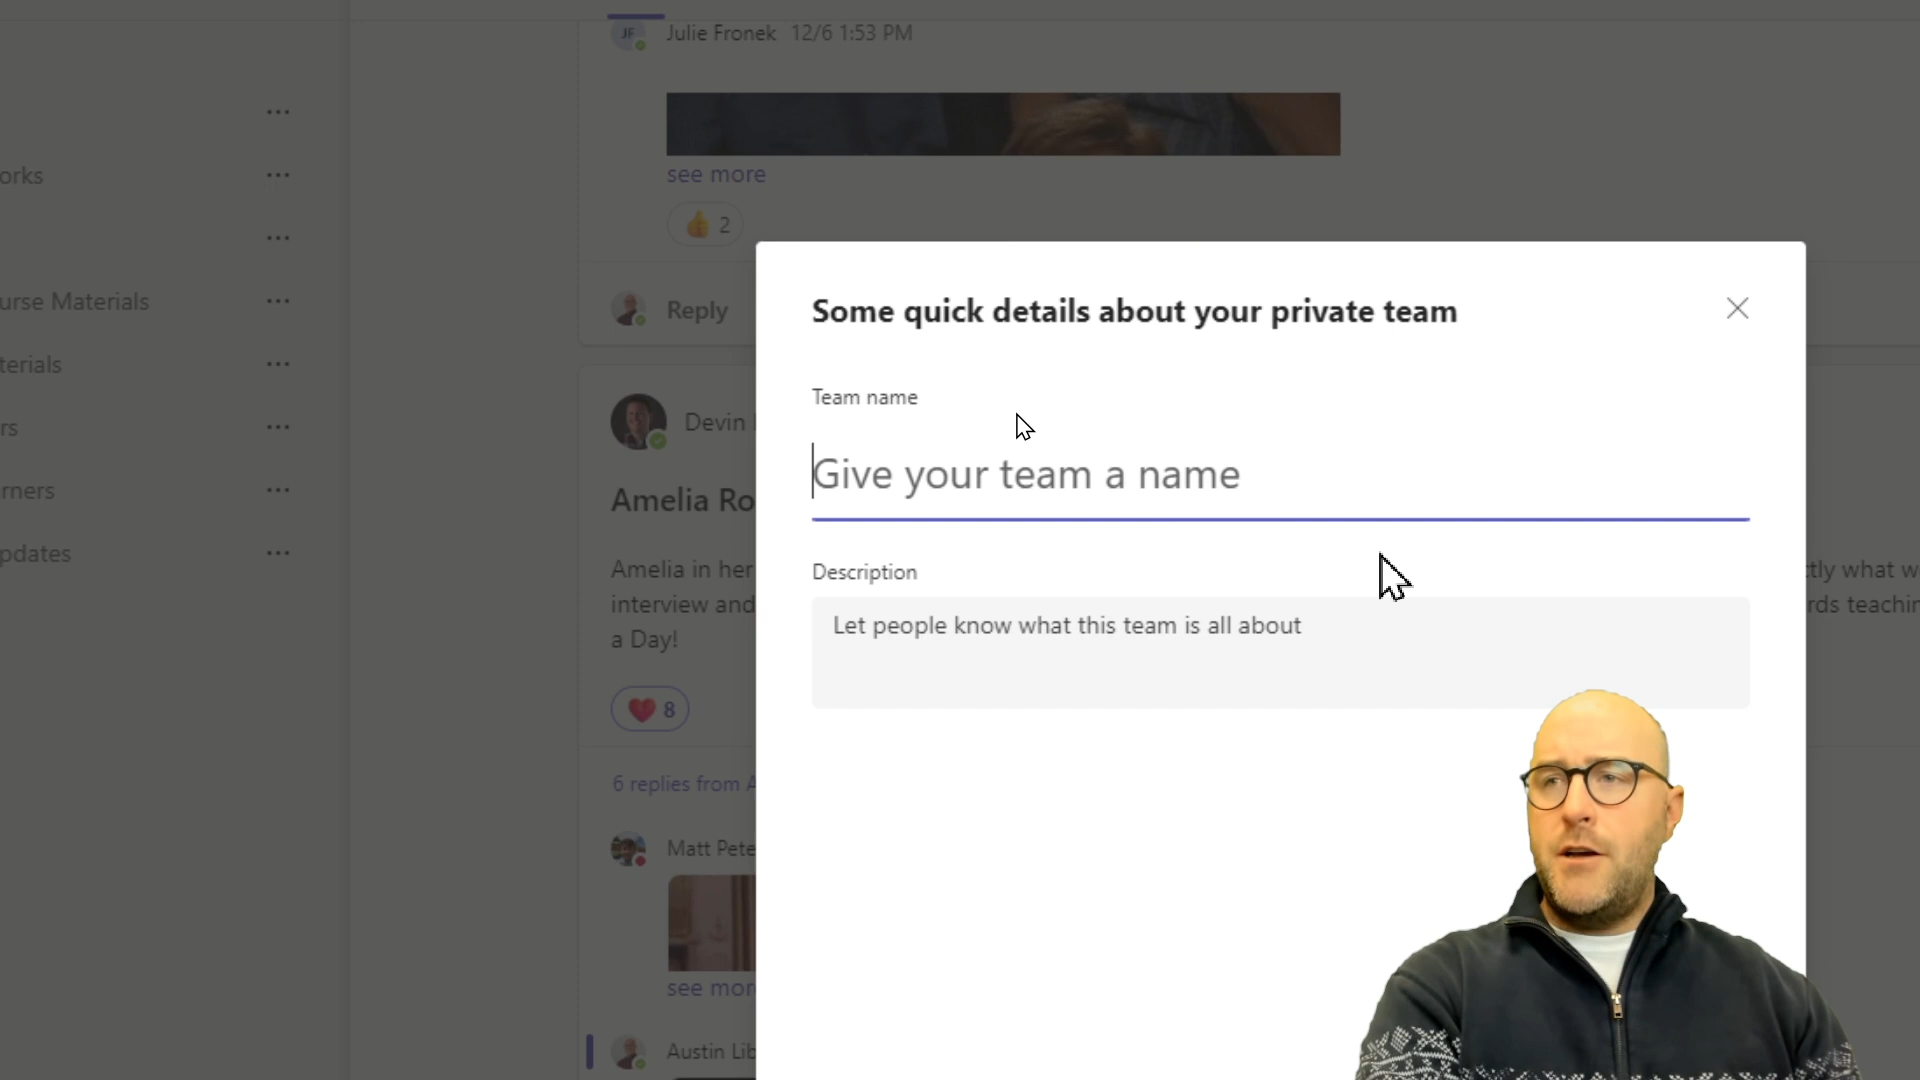 JF Julie Fronek 12/6 1:53 PM
see more
👍 2
Reply
orks
urse Materials
terials
rs
rners
pdates
Devin
Amelia Ro
Amelia in her
interview and
a Day!
❤️ 8
6 replies from A
Matt Pete
see mor
Austin Lib
Some quick details about your private team
Team name
Give your team a name
Description
Let people know what this team is all about
tly what w
rds teachin